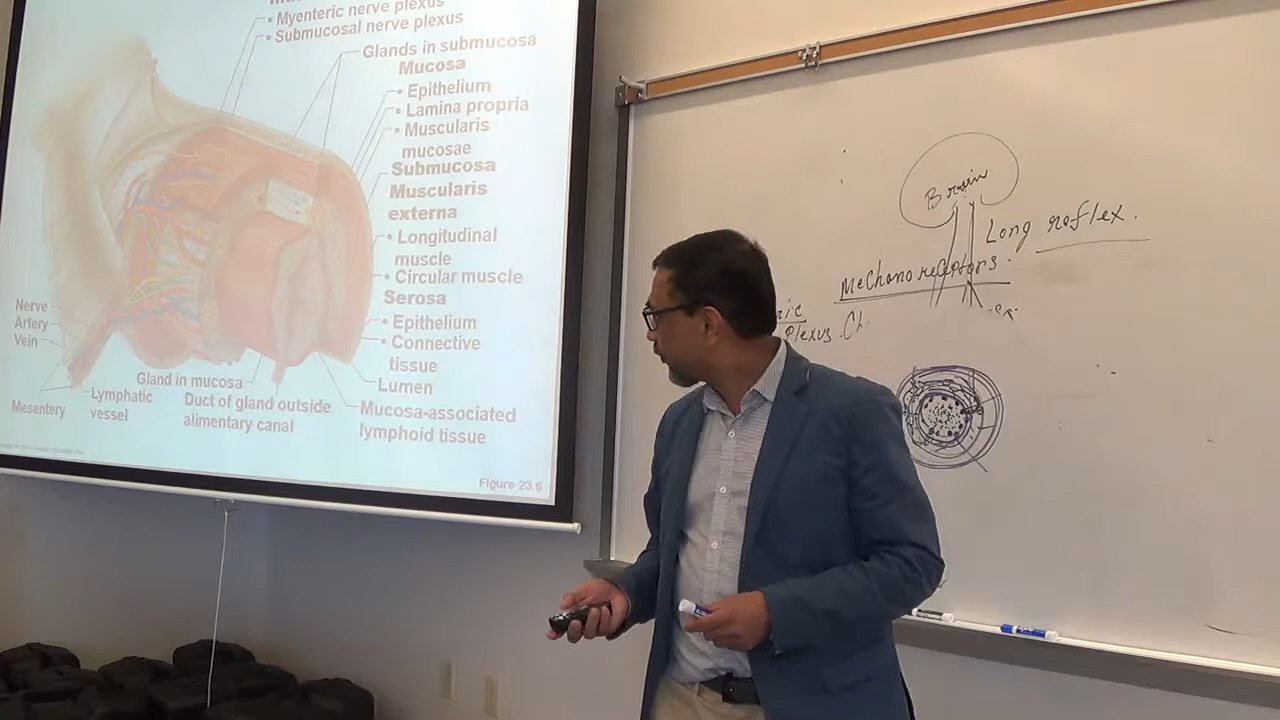 • Myenteric nerve plexus
• Submucosal nerve plexus
Glands in submucosa
Mucosa
• Epithelium
• Lamina propria
• Muscularis
mucosae
Submucosa
Muscularis
externa
• Longitudinal
muscle
• Circular muscle
Serosa
• Epithelium
• Connective
tissue
Lumen
Mucosa-associated
lymphoid tissue
Nerve
Artery
Vein
Mesentery
Lymphatic
vessel
Gland in mucosa
Duct of gland outside
alimentary canal
Figure 23.6
Brain
Long reflex.
Mechanoreceptors.
Plexus.